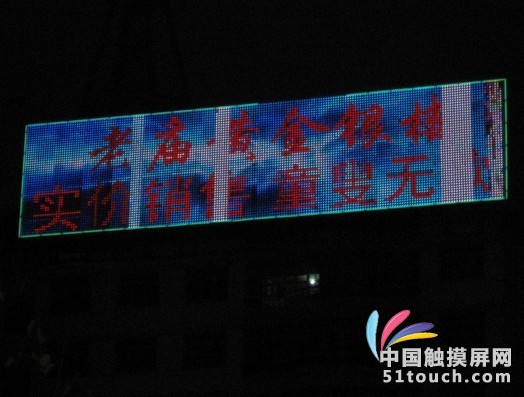 老庙黄金银楼
实价销售 童叟无
中国触摸屏网
51touch.com